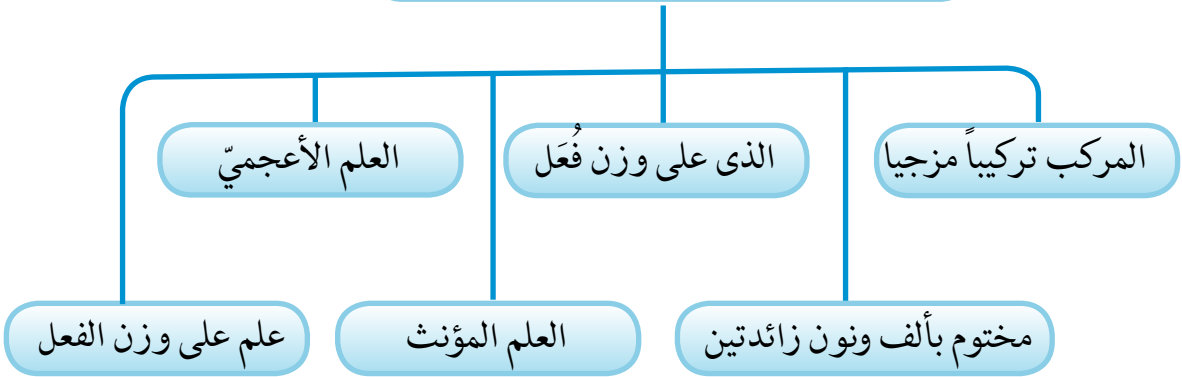 المركب تركيباً مزجيا
الذى على وزن فُعَل
العلم الأعجميّ
مختوم بألف ونون زائدتين
العلم المؤنث
علم على وزن الفعل